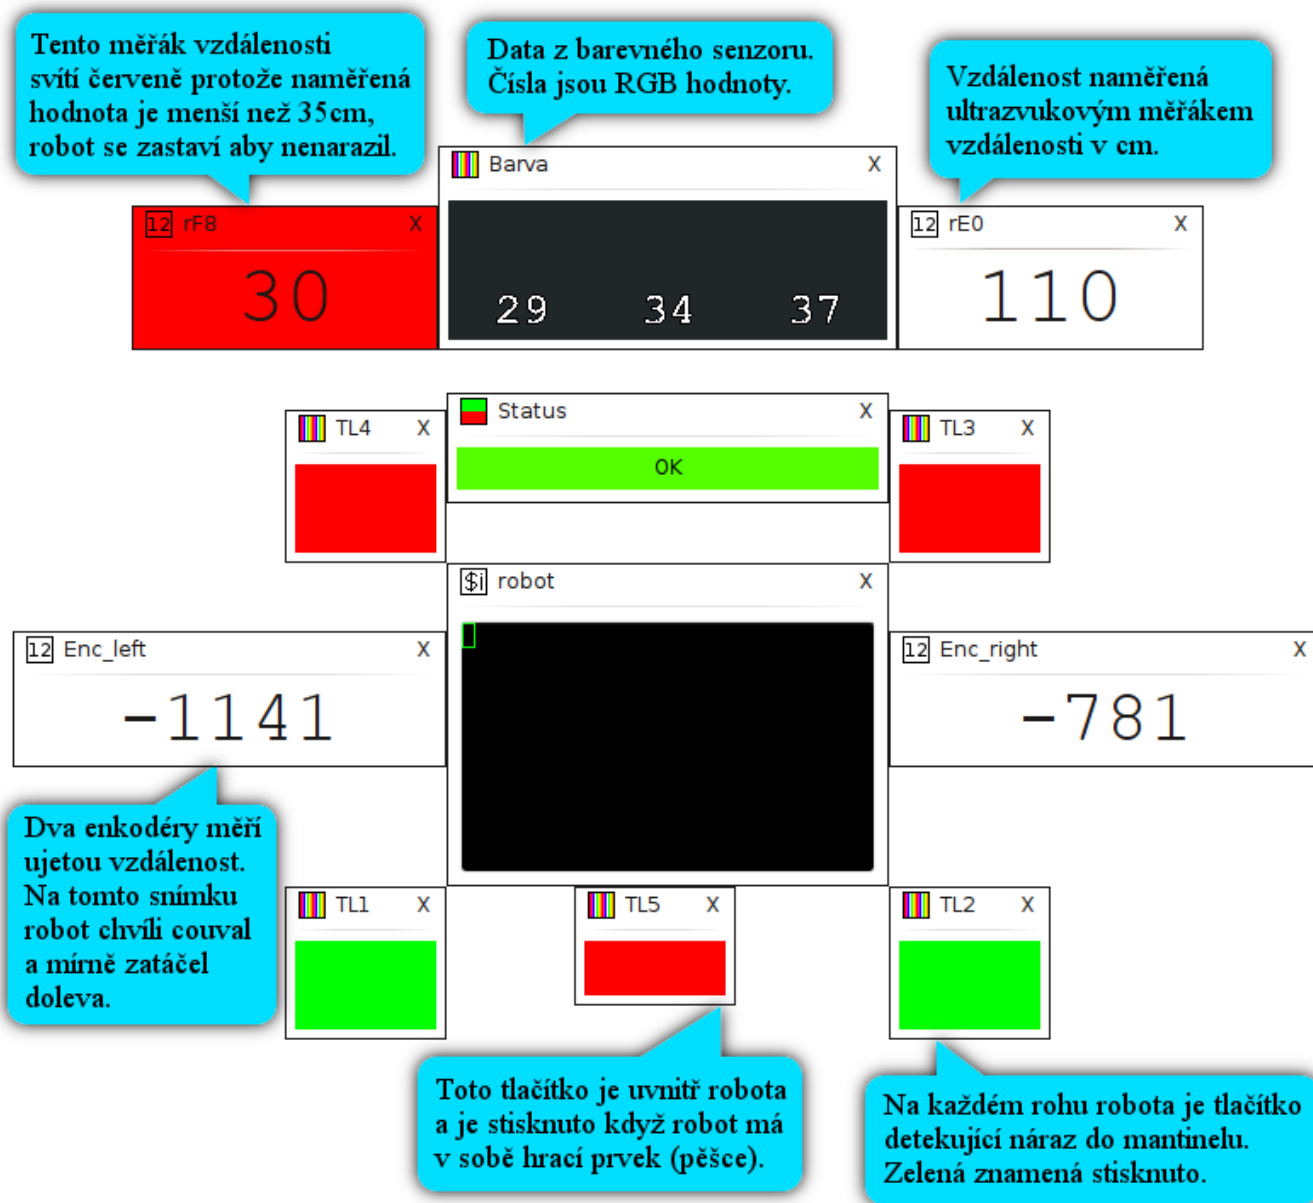 Tento měřák vzdálenosti
svítí červeně protože naměřená
hodnota je menší než 35cm,
robot se zastaví aby nenarazil.
Data z barevného senzoru.
Čísla jsou RGB hodnoty.
Vzdálenost naměřená
ultrazvukovým měřákem
vzdálenosti v cm.
Barva X
12 rF8 X
30
29 34 37
12 rE0 X
110
TL4 X
Status X
OK
TL3 X
$i robot X
12 Enc_left X
-1141
12 Enc_right X
-781
Dva enkodéry měří
ujetou vzdálenost.
Na tomto snímku
robot chvíli couval
a mírně zatáčel
doleva.
TL1 X
TL5 X
TL2 X
Toto tlačítko je uvnitř robota
a je stisknuto když robot má
v sobě hrací prvek (pěšce).
Na každém rohu robota je tlačítko
detekující náraz do mantinelu.
Zelená znamená stisknuto.